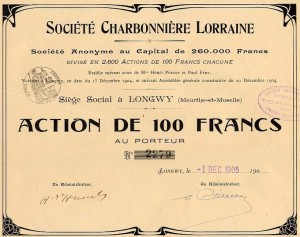 SOCIÉTÉ CHARBONNIÈRE LORRAINE
Société Anonyme au Capital de 260.000 Francs
DIVISÉ EN 2.600 ACTIONS DE 100 FRANCS CHACUNE
Siège Social à LONGWY (Meurthe-et-Moselle)
ACTION DE 100 FRANCS
AU PORTEUR
No 2279
LONGWY, -1 DEC 1905 190
Un Administrateur, Un Administrateur,